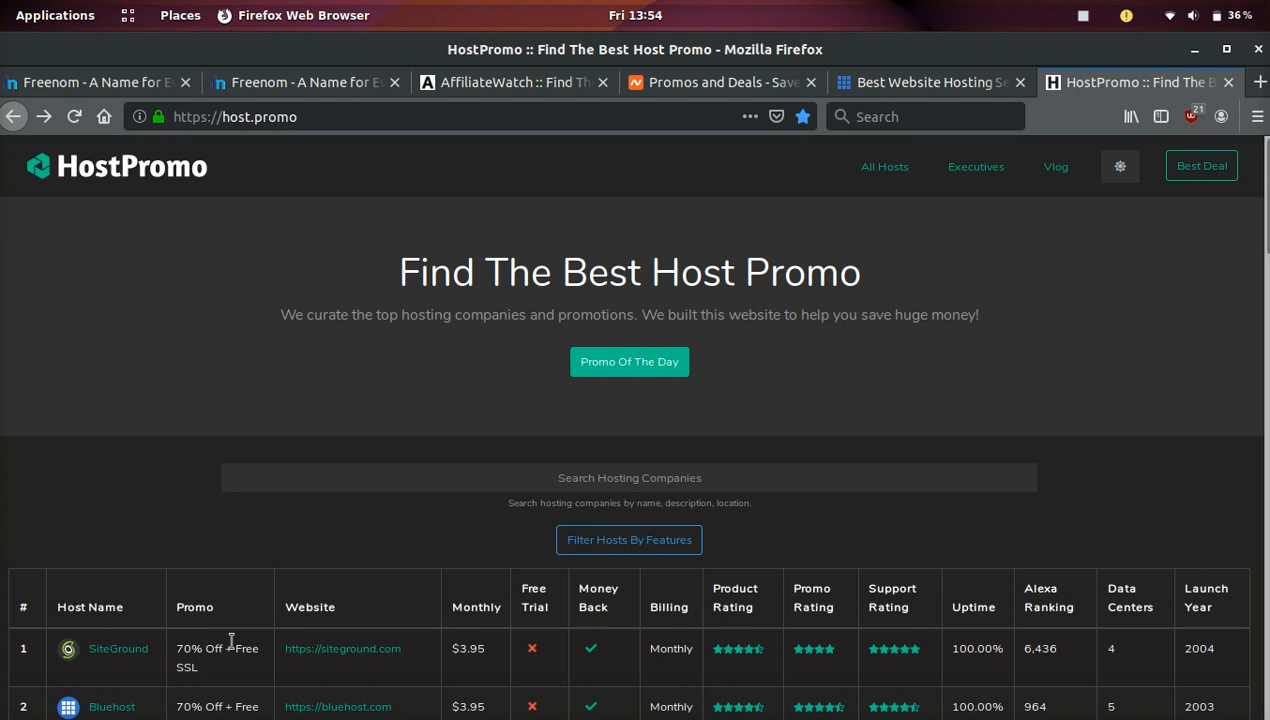 Applications Places Firefox Web Browser Fri 13:54 36%
HostPromo :: Find The Best Host Promo - Mozilla Firefox
Freenom - A Name for Ev Freenom - A Name for Ev AffiliateWatch :: Find Th Promos and Deals - Save Best Website Hosting Se HostPromo :: Find The B
https://host.promo Search 21
HostPromo All Hosts Executives Vlog Best Deal
Find The Best Host Promo
We curate the top hosting companies and promotions. We built this website to help you save huge money!
Promo Of The Day
Search Hosting Companies
Search hosting companies by name, description, location.
Filter Hosts By Features
# Host Name Promo Website Monthly Free Trial Money Back Billing Product Rating Promo Rating Support Rating Uptime Alexa Ranking Data Centers Launch Year
1 SiteGround 70% Off + Free SSL https://siteground.com $3.95 Monthly 100.00% 6,436 4 2004
2 Bluehost 70% Off + Free https://bluehost.com $3.95 Monthly 100.00% 964 5 2003